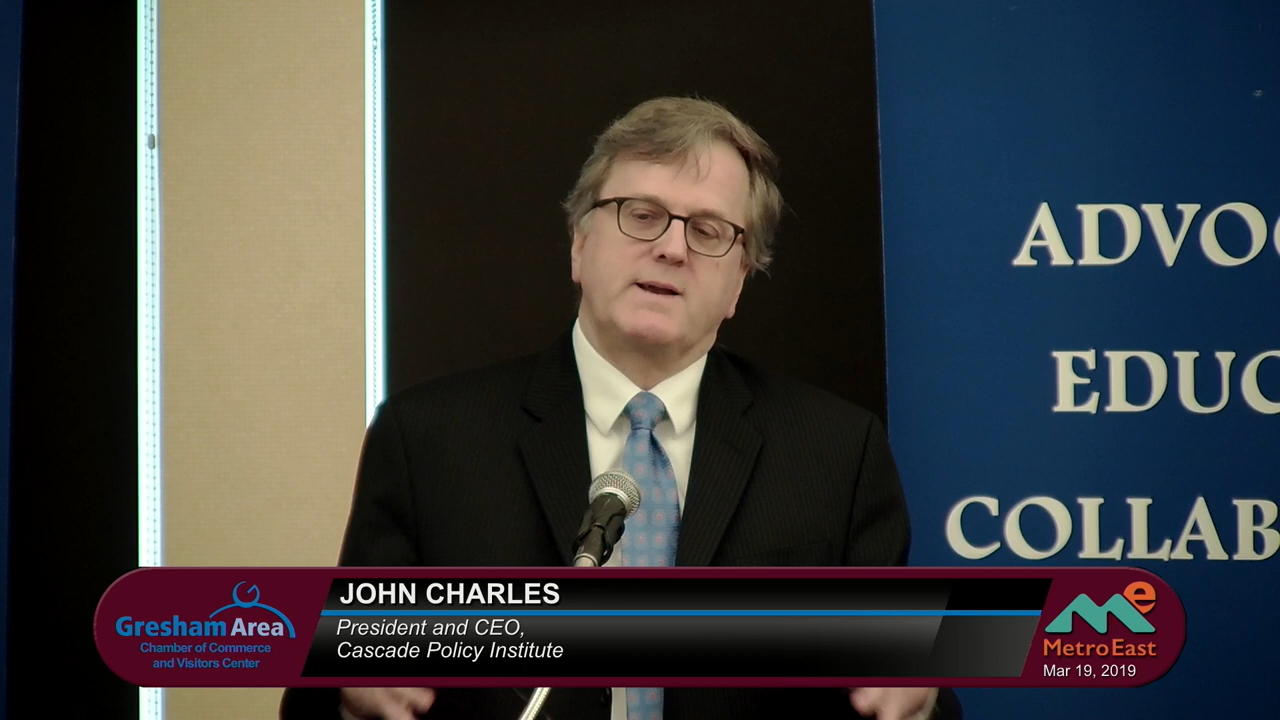 ADVOC
EDUC
COLLAB
JOHN CHARLES
President and CEO,
Cascade Policy Institute
Gresham Area
Chamber of Commerce
and Visitors Center
me
MetroEast
Mar 19, 2019